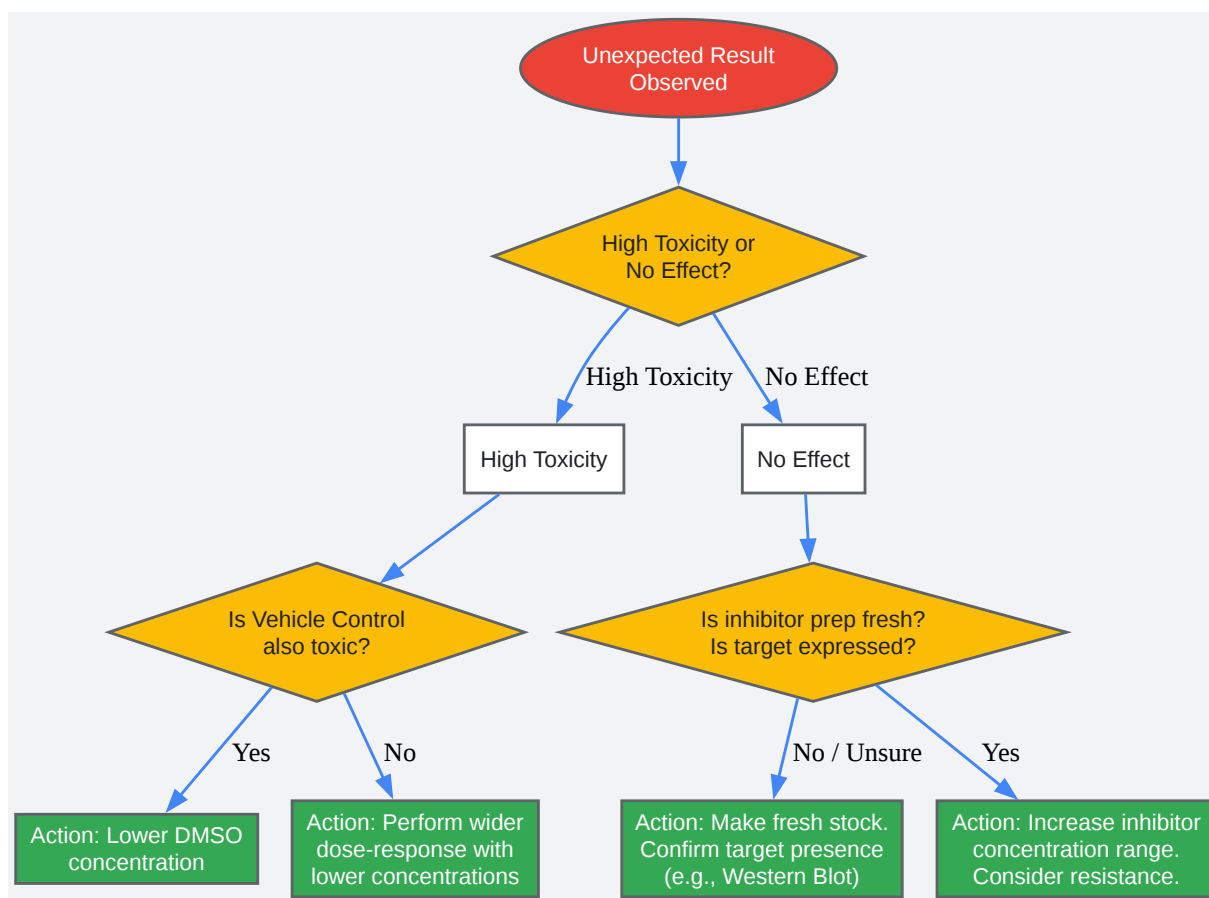 Unexpected Result
Observed
High Toxicity or
No Effect?
High Toxicity
No Effect
High Toxicity
No Effect
Is Vehicle Control
also toxic?
Is inhibitor prep fresh?
Is target expressed?
Yes
No
No / Unsure
Yes
Action: Lower DMSO
concentration
Action: Perform wider
dose-response with
lower concentrations
Action: Make fresh stock.
Confirm target presence
(e.g., Western Blot)
Action: Increase inhibitor
concentration range.
Consider resistance.